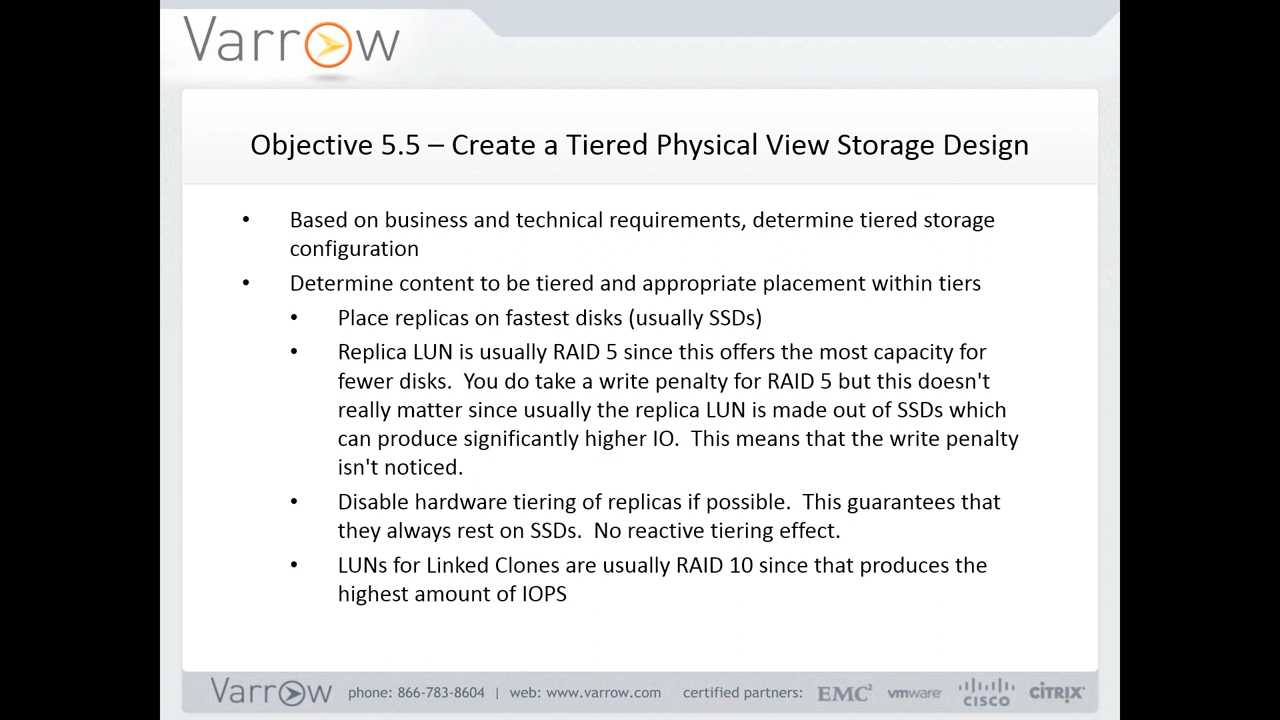 Varrow
Objective 5.5 – Create a Tiered Physical View Storage Design
• Based on business and technical requirements, determine tiered storage
configuration
• Determine content to be tiered and appropriate placement within tiers
• Place replicas on fastest disks (usually SSDs)
• Replica LUN is usually RAID 5 since this offers the most capacity for
fewer disks.  You do take a write penalty for RAID 5 but this doesn't
really matter since usually the replica LUN is made out of SSDs which
can produce significantly higher IO.  This means that the write penalty
isn't noticed.
• Disable hardware tiering of replicas if possible.  This guarantees that
they always rest on SSDs.  No reactive tiering effect.
• LUNs for Linked Clones are usually RAID 10 since that produces the
highest amount of IOPS
Varrow phone: 866-783-8604 | web: www.varrow.com certified partners: EMC² vmware CISCO CITRIX